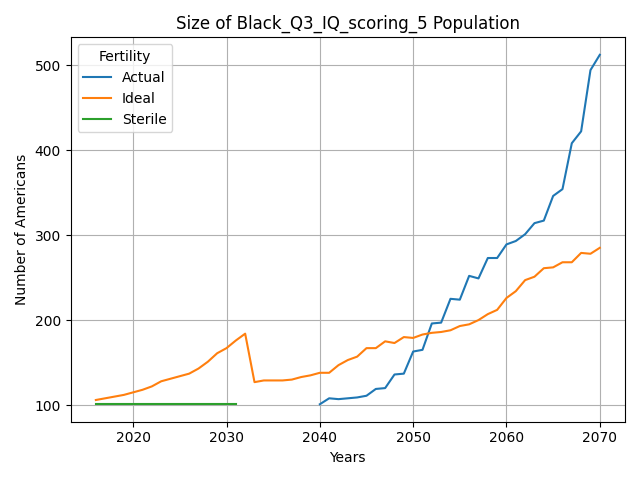 Size of Black_Q3_IQ_scoring_5 Population
Fertility
Actual
Ideal
Sterile
Number of Americans
500
400
300
200
100
2020 2030 2040 2050 2060 2070
Years